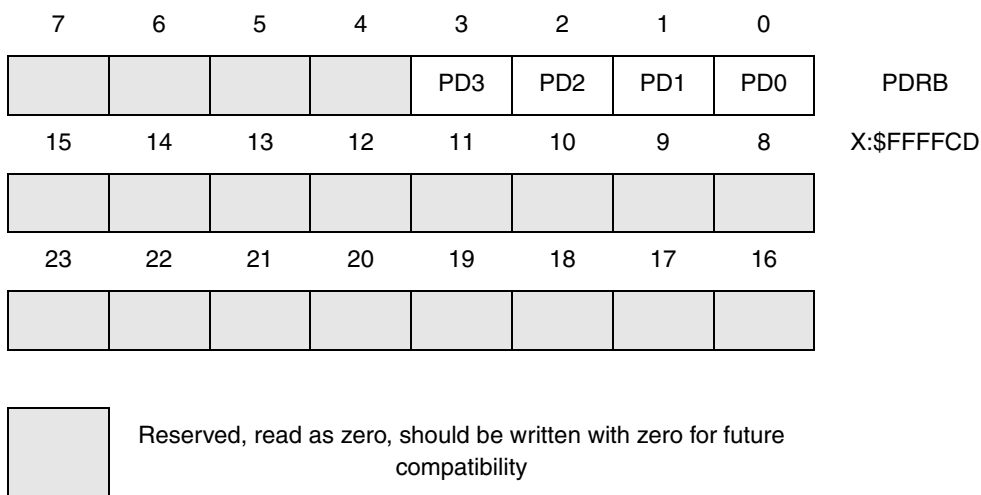 7 6 5 4 3 2 1 0
PD3 PD2 PD1 PD0 PDRB
15 14 13 12 11 10 9 8 X:$FFFFCD
23 22 21 20 19 18 17 16
Reserved, read as zero, should be written with zero for future
compatibility